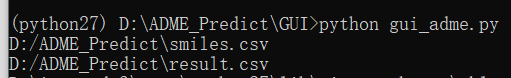 (python27) D:\ADME_Predict\GUI>python gui_adme.py
D:/ADME_Predict\smiles.csv
D:/ADME_Predict\result.csv